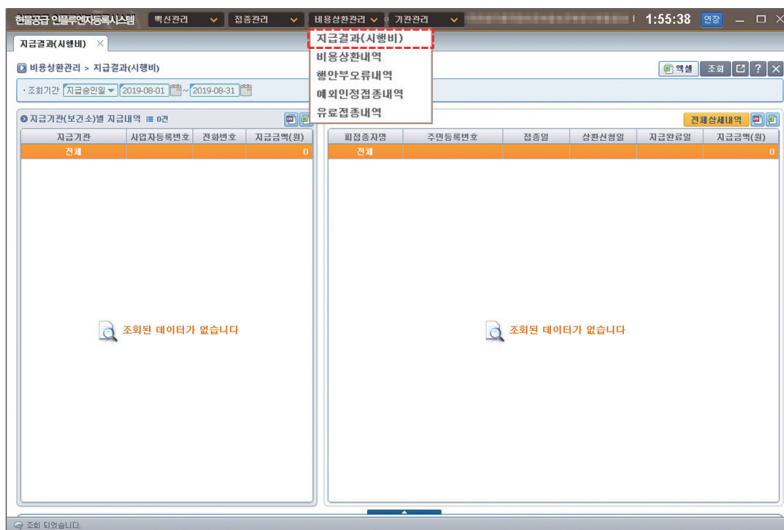 현물공급 인플루엔자등록시스템 백신관리 접종관리 비용상환관리 기관관리 1:55:38 연장
지급결과(시행비)
지급결과(시행비)
비용상환내역
행안부오류내역
예외인정접종내역
유료접종내역
비용상환관리 > 지급결과(시행비) 엑셀 조회 ?
· 조회기간 지급승인일 2019-08-01 ~ 2019-08-31
지급기관(보건소)별 지급내역 0건 전체상세내역
지급기관 사업자등록번호 전화번호 지급금액(원) 피접종자명 주민등록번호 접종일 상환신청일 지급완료일 지급금액(원)
전체 0 전체 0
조회된 데이터가 없습니다 조회된 데이터가 없습니다
조회 되었습니다.